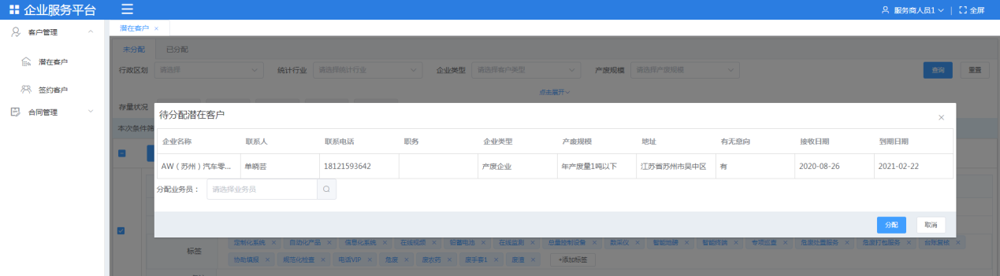 企业服务平台
服务商人员1
全屏
客户管理
潜在客户
签约客户
合同管理
潜在客户 ×
未分配 已分配
行政区划 请选择 统计行业 请选择统计行业 企业类型 请选择客户类型 产废规模 请选择产废规模 查询 重置
点击展开
存量状况
本次条件筛
待分配潜在客户
企业名称 联系人 联系电话 职务 企业类型 产废规模 地址 有无意向 接收日期 到期日期
AW（苏州）汽车零... 单晓芸 18121593642 产废企业 年产废量1吨以下 江苏省苏州市吴中区 有 2020-08-26 2021-02-22
分配业务员： 请选择业务员
分配 取消
标签
定制化系统 × 自动化产品 × 信息化系统 × 在线视频 × 铅蓄电池 × 在线监测 × 总量控制设备 × 数采仪 × 智能地磅 × 智能终端 × 专项巡查 × 危废处置服务 × 危废打包服务 × 台账复核 ×
协助填报 × 规范化检查 × 电话VIP × 危废 × 废农药 × 废手套1 × 废渣 × +添加标签